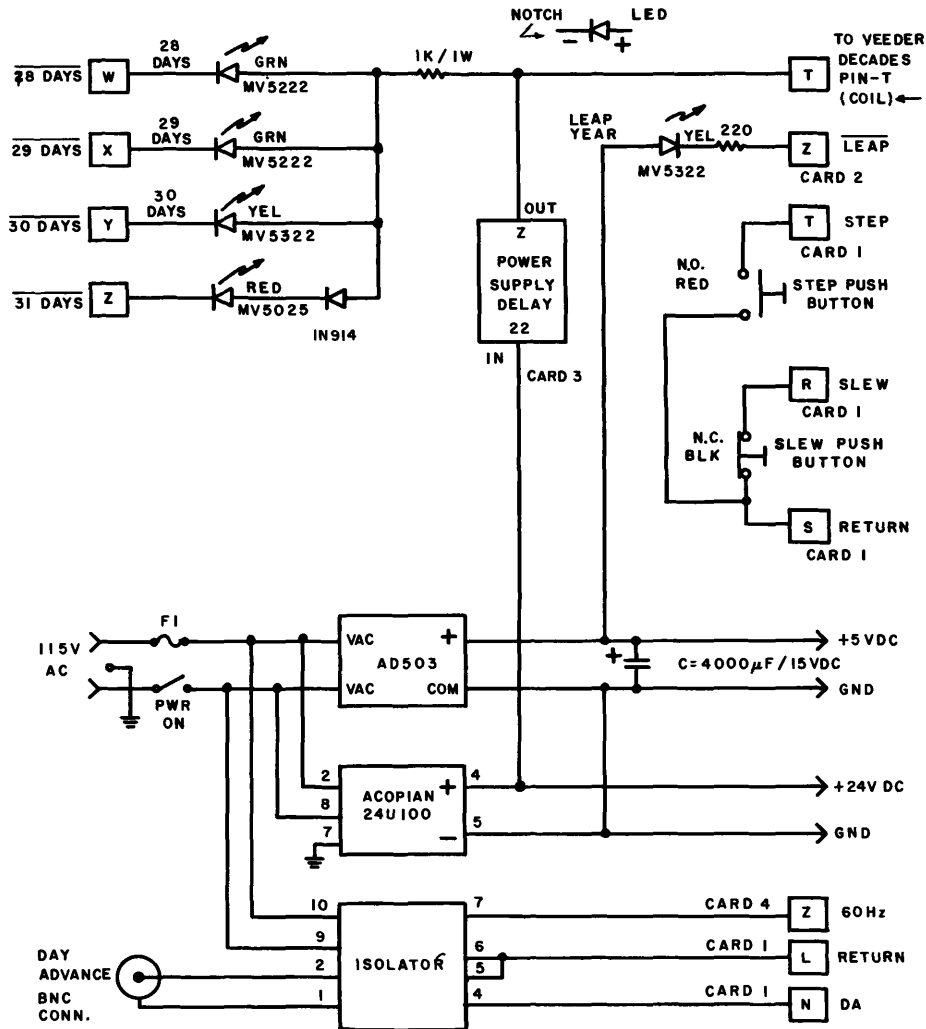 NOTCH
LED
−
+
28 DAYS
W
28
DAYS
GRN
MV5222
1K/1W
T
TO VEEDER
DECADES
PIN-T
(COIL)
29 DAYS
X
29
DAYS
GRN
MV5222
LEAP
YEAR
YEL
220
MV5322
Z
LEAP
CARD 2
30 DAYS
Y
30
DAYS
YEL
MV5322
OUT
Z
POWER
SUPPLY
DELAY
22
IN
CARD 3
T
STEP
CARD 1
N.O.
RED
STEP PUSH
BUTTON
31 DAYS
Z
RED
MV5025
IN914
R
SLEW
CARD 1
N.C.
BLK
SLEW PUSH
BUTTON
S
RETURN
CARD 1
115V
AC
F1
PWR
ON
VAC
+
AD503
VAC
COM
+
C=4000µF/15VDC
+5VDC
GND
2
8
7
ACOPIAN
24U100
+
−
4
5
+24V DC
GND
10
9
2
1
ISOLATOR
7
6
5
4
CARD 4
Z
60Hz
CARD 1
L
RETURN
CARD 1
N
DA
DAY
ADVANCE
BNC
CONN.